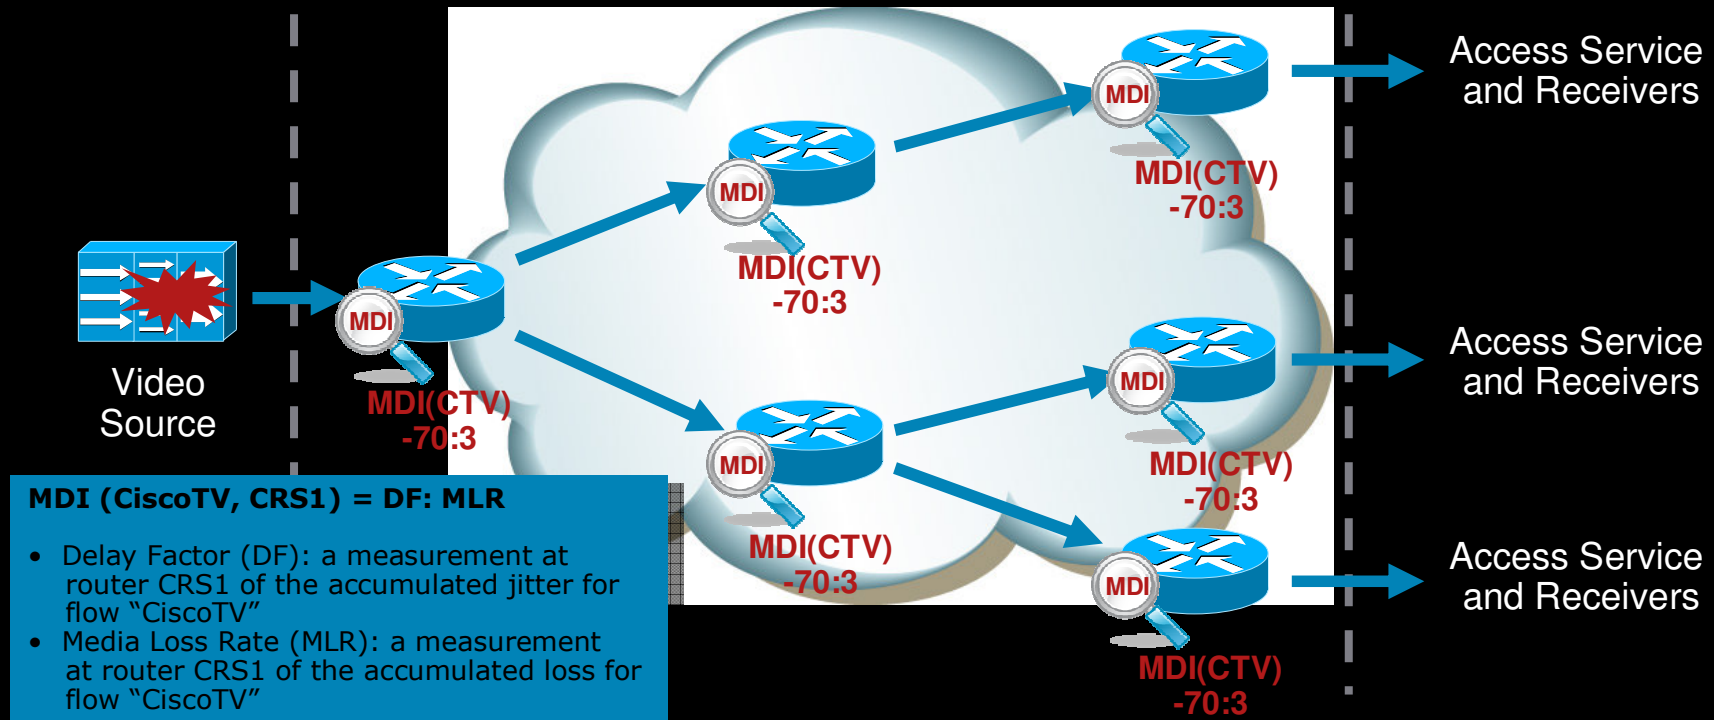 Access Service
and Receivers
MDI
MDI(CTV)
-70:3
MDI
MDI(CTV)
-70:3
MDI
MDI(CTV)
-70:3
Video
Source
MDI
MDI(CTV)
-70:3
Access Service
and Receivers
MDI
MDI(CTV)
-70:3
MDI
MDI(CTV)
-70:3
Access Service
and Receivers
MDI (CiscoTV, CRS1) = DF: MLR
• Delay Factor (DF): a measurement at
router CRS1 of the accumulated jitter for
flow “CiscoTV”
• Media Loss Rate (MLR): a measurement
at router CRS1 of the accumulated loss for
flow “CiscoTV”